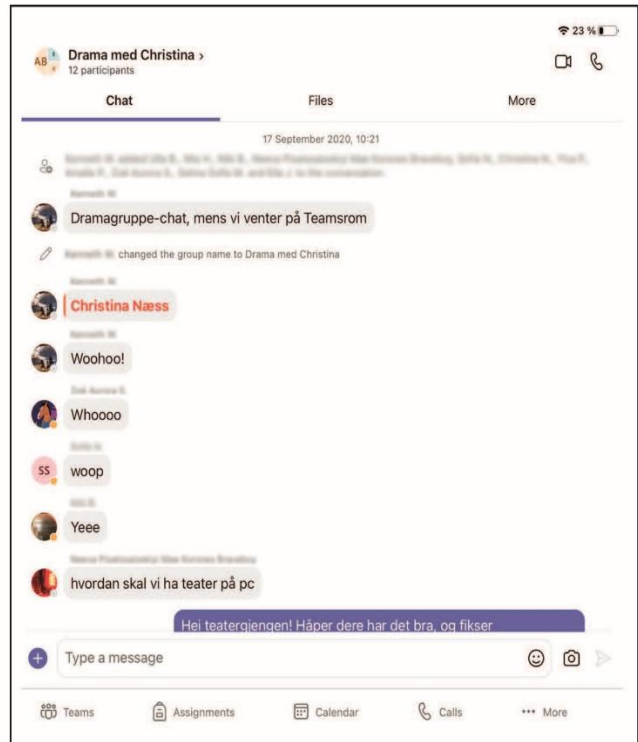 23 %
AB
Drama med Christina >
12 participants
Chat Files More
17 September 2020, 10:21
Dramagruppe-chat, mens vi venter på Teamsrom
changed the group name to Drama med Christina
Christina Næss
Woohoo!
Whoooo
SS
woop
Yeee
hvordan skal vi ha teater på pc
Hei teatergjengen! Håper dere har det bra, og fikser
Type a message
Teams Assignments Calendar Calls More